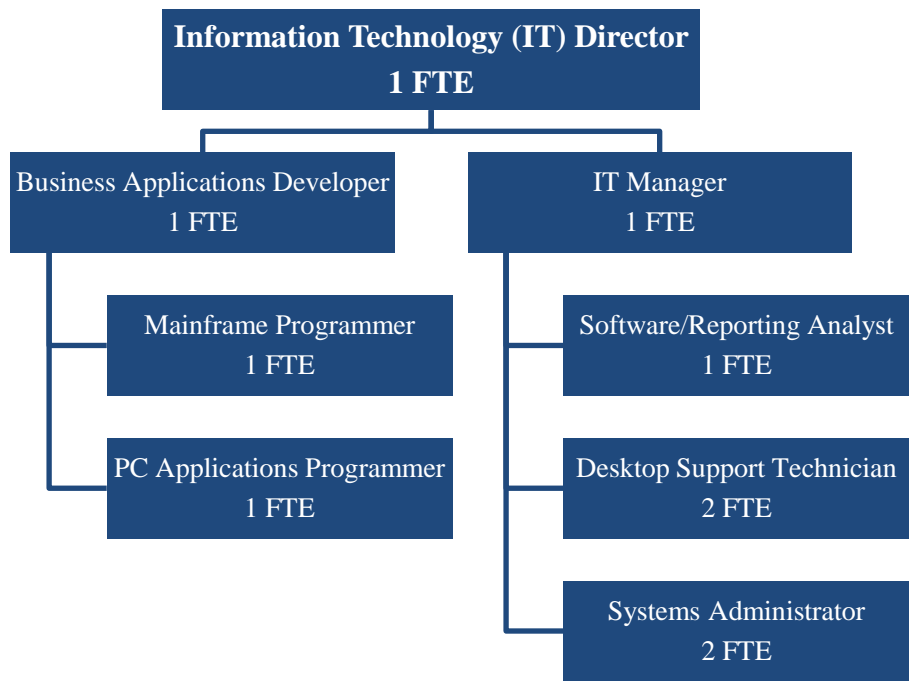 Information Technology (IT) Director
1 FTE
Business Applications Developer
1 FTE
IT Manager
1 FTE
Mainframe Programmer
1 FTE
Software/Reporting Analyst
1 FTE
PC Applications Programmer
1 FTE
Desktop Support Technician
2 FTE
Systems Administrator
2 FTE